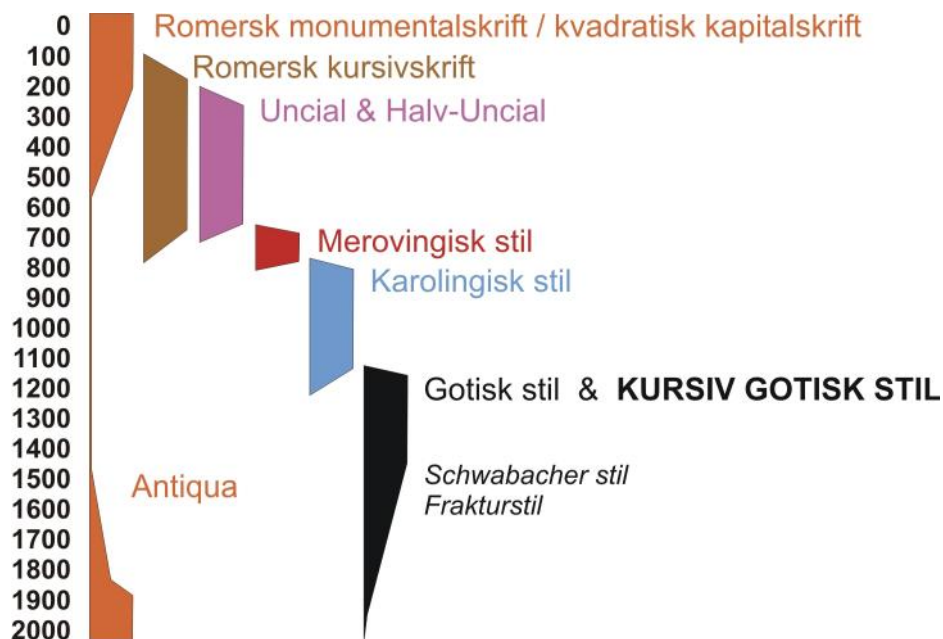 0
Romersk monumentalskrift / kvadratisk kapitalskrift
100
Romersk kursivskrift
200
Uncial & Halv-Uncial
300
400
500
600
700
Merovingisk stil
800
Karolingisk stil
900
1000
1100
1200
Gotisk stil & KURSIV GOTISK STIL
1300
1400
1500
Schwabacher stil
Antiqua
Frakturstil
1600
1700
1800
1900
2000